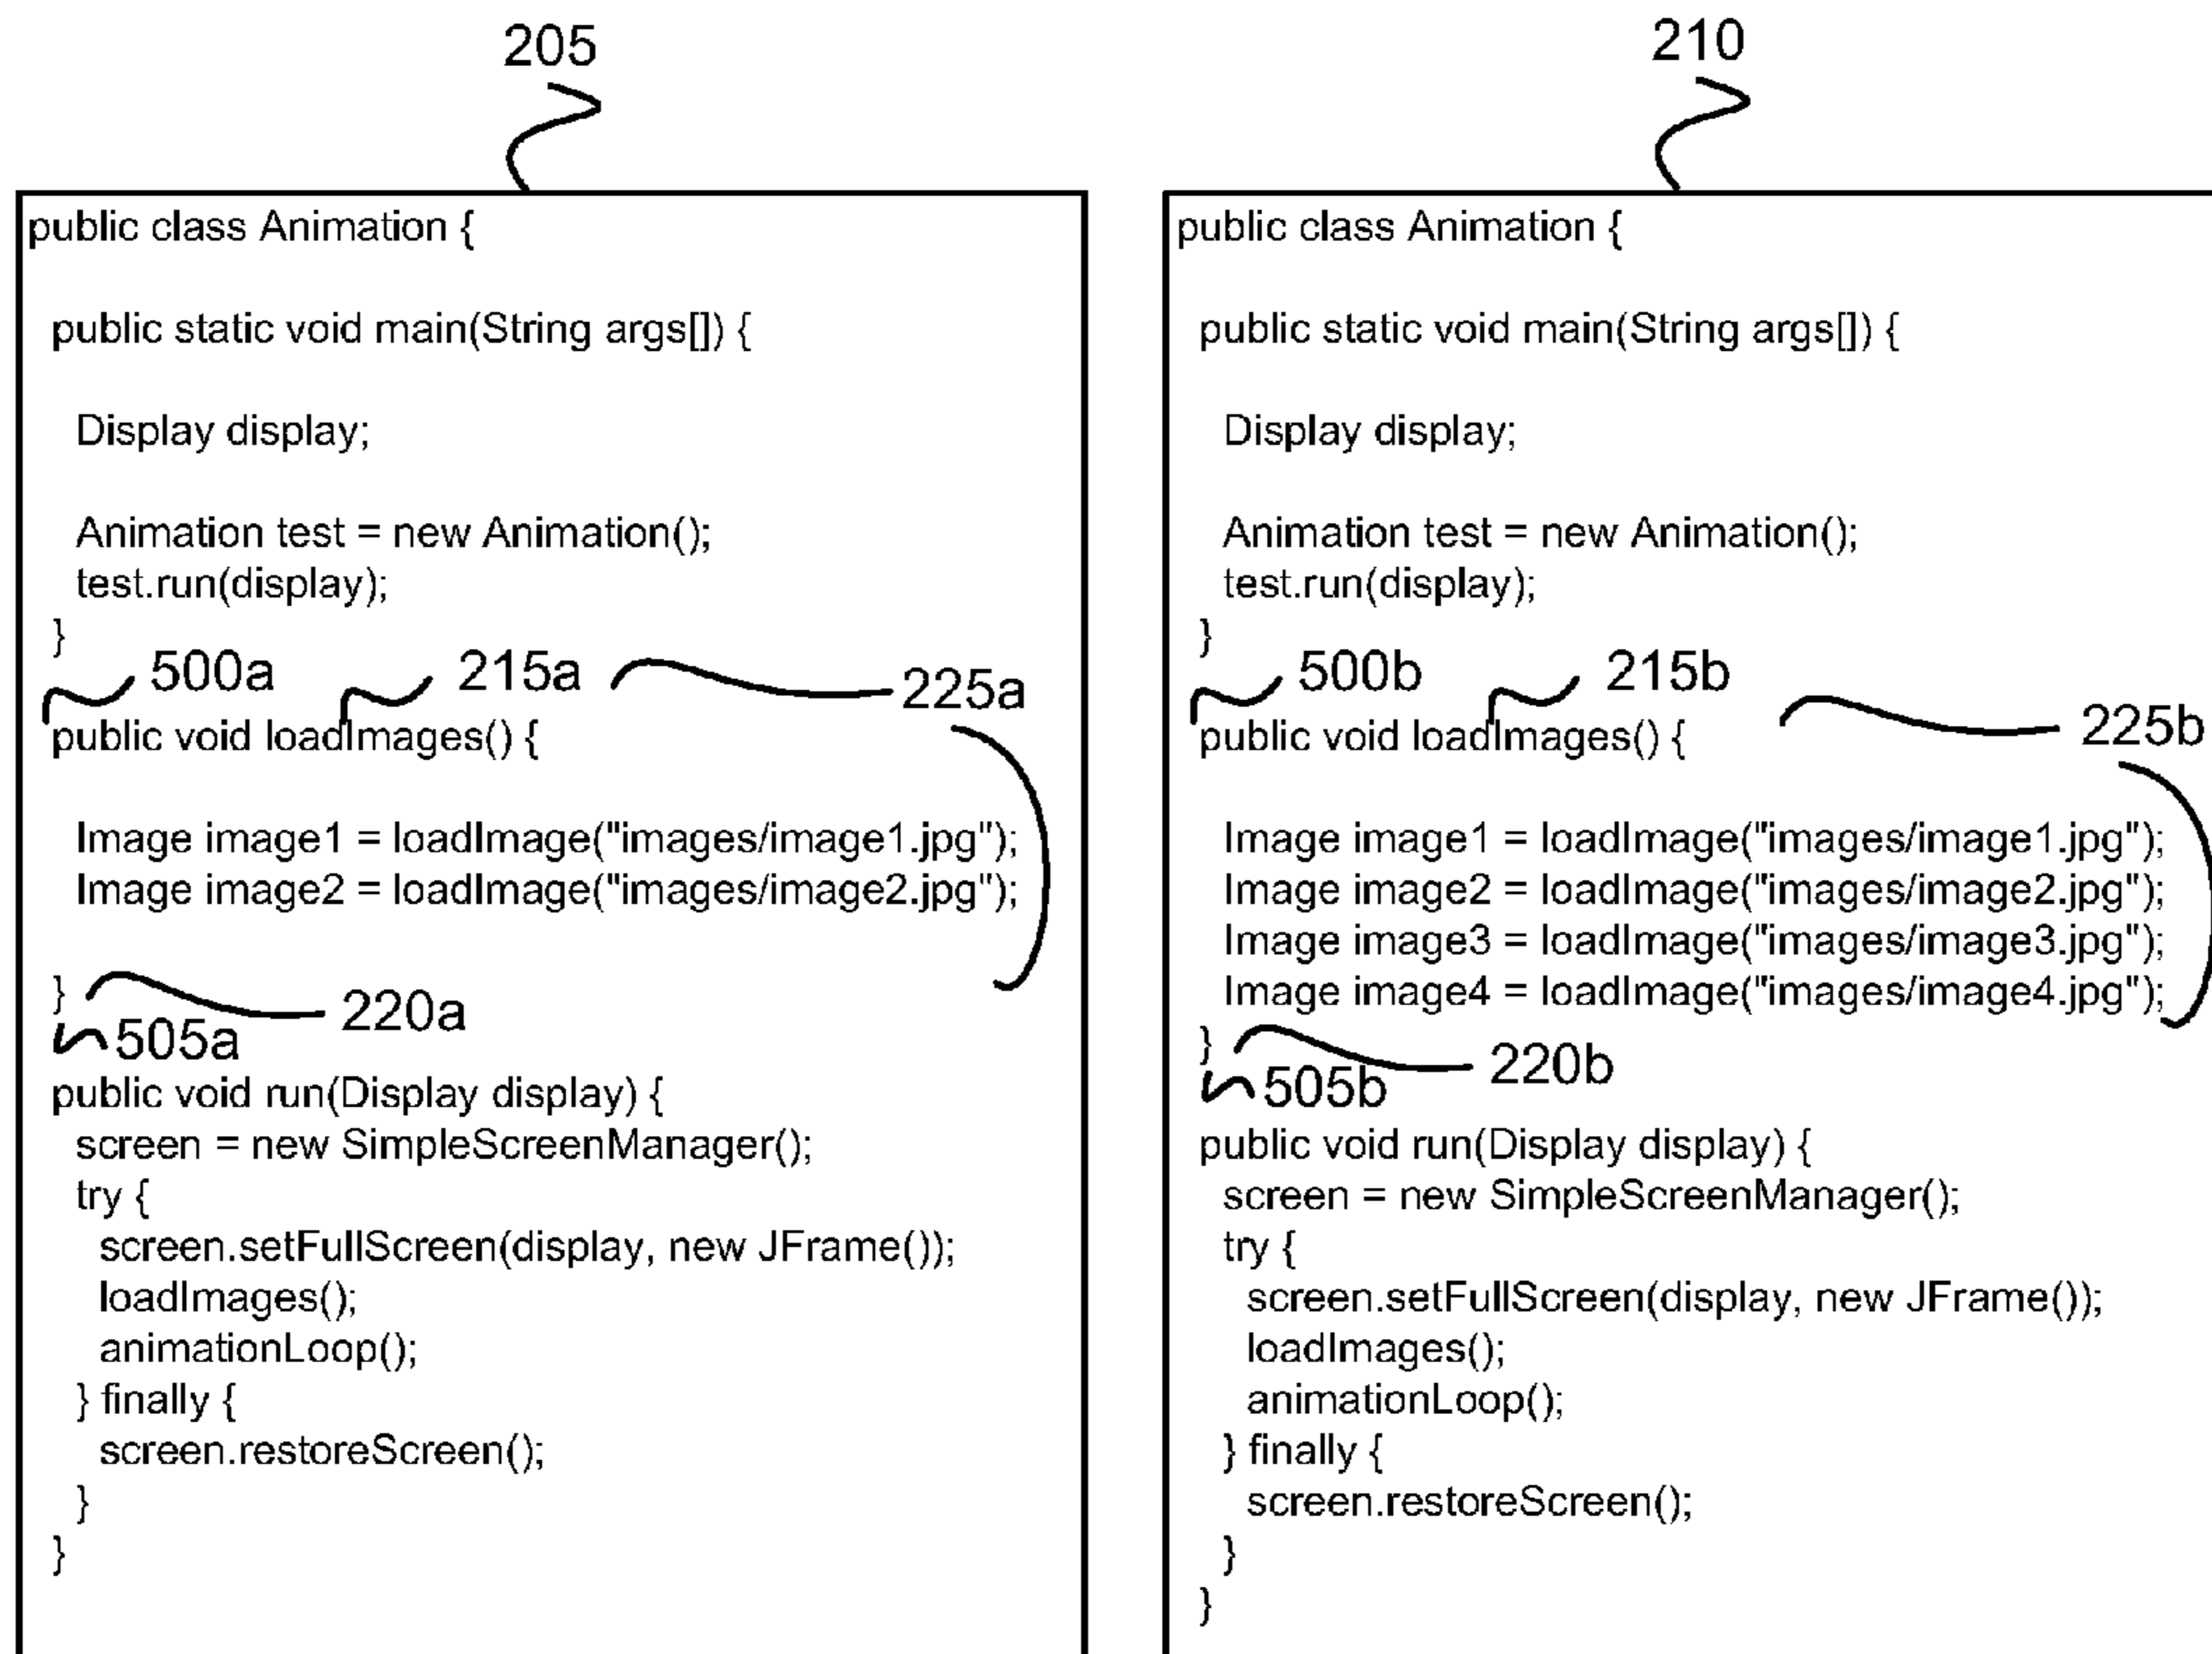 205
public class Animation {
public static void main(String args[]) {
Display display;
Animation test = new Animation();
test.run(display);
}
500a 215a 225a
public void loadImages() {
Image image1 = loadImage("images/image1.jpg");
Image image2 = loadImage("images/image2.jpg");
}
220a
505a
public void run(Display display) {
screen = new SimpleScreenManager();
try {
screen.setFullScreen(display, new JFrame());
loadImages();
animationLoop();
} finally {
screen.restoreScreen();
}
}
210
public class Animation {
public static void main(String args[]) {
Display display;
Animation test = new Animation();
test.run(display);
}
500b 215b 225b
public void loadImages() {
Image image1 = loadImage("images/image1.jpg");
Image image2 = loadImage("images/image2.jpg");
Image image3 = loadImage("images/image3.jpg");
Image image4 = loadImage("images/image4.jpg");
}
220b
505b
public void run(Display display) {
screen = new SimpleScreenManager();
try {
screen.setFullScreen(display, new JFrame());
loadImages();
animationLoop();
} finally {
screen.restoreScreen();
}
}